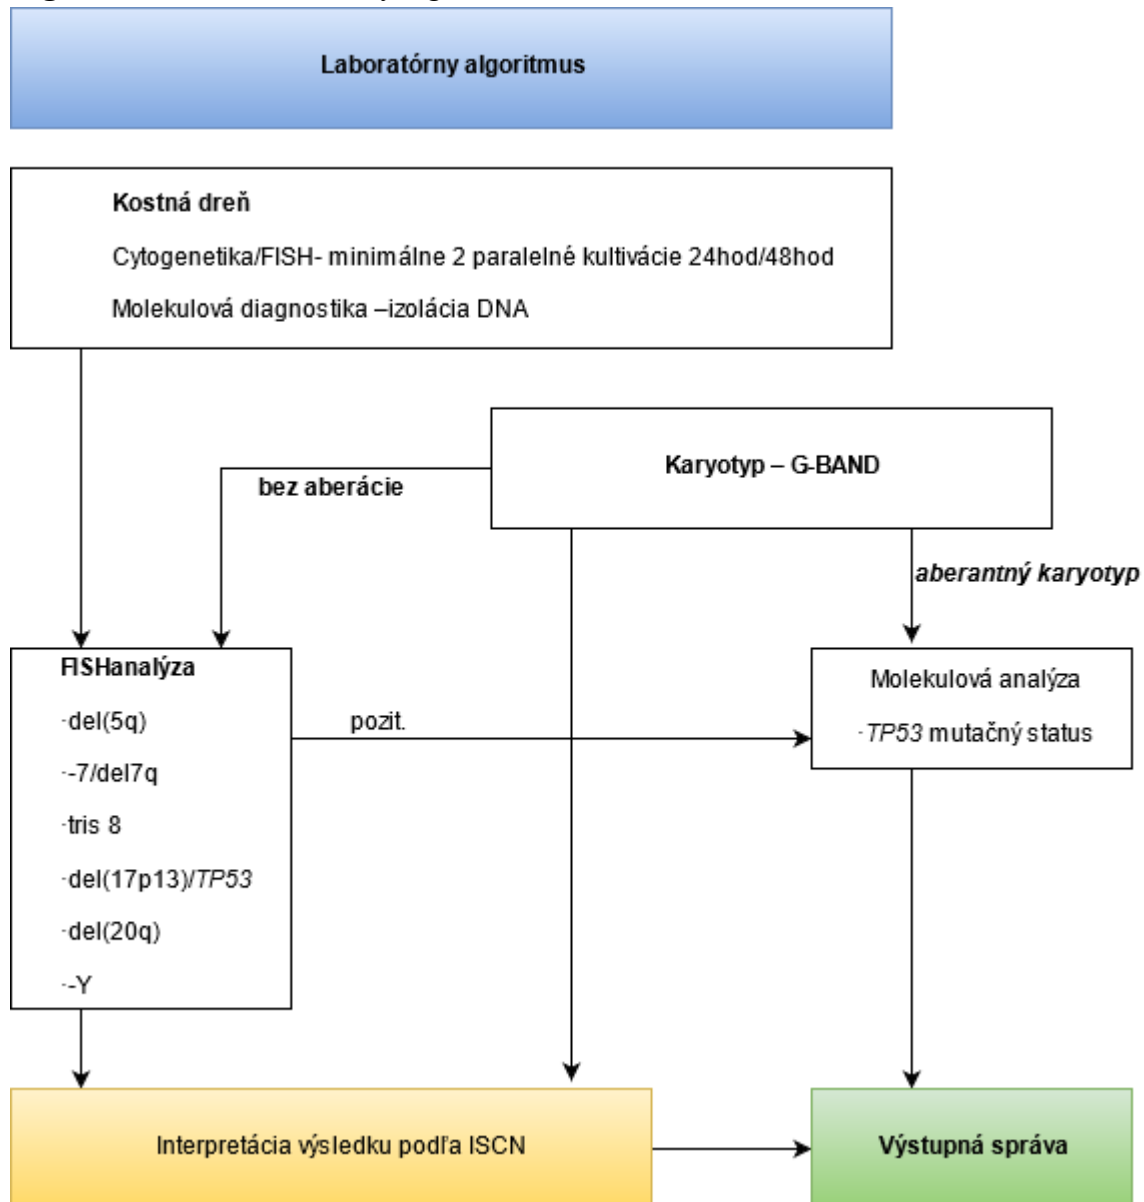 Laboratórny algoritmus
Kostná dreň
Cytogenetika/FISH- minimálne 2 paralelné kultivácie 24hod/48hod
Molekulová diagnostika –izolácia DNA
Karyotyp – G-BAND
bez aberácie
aberantný karyotyp
FISHanalýza
·del(5q)
·-7/del7q
·tris 8
·del(17p13)/TP53
·del(20q)
·-Y
pozit.
Molekulová analýza
·TP53 mutačný status
Interpretácia výsledku podľa ISCN
Výstupná správa